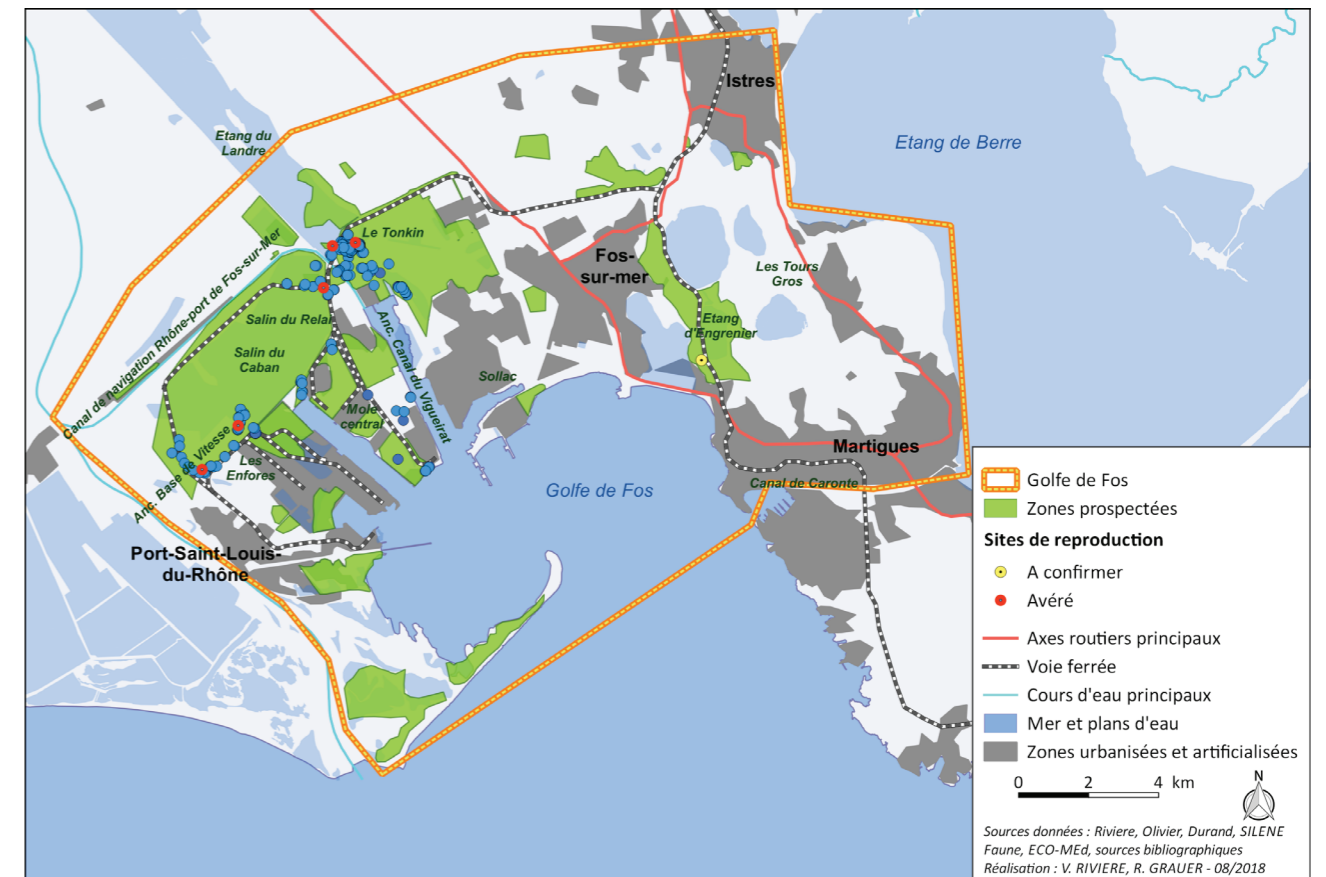 Istres
Etang du
Landre
Etang de Berre
Le Tonkin
Canal de navigation Rhône-port de Fos-sur-Mer
Fos-
sur-mer
Les Tours
Gros
Salin du Relai
Etang
d'Engrenier
Salin du
Caban
Anc. Canal du Vigueirat
Sollac
Mole
central
Anc. Base de Vitesse
Les
Enfores
Martigues
Canal de Caronte
Golfe de Fos
Port-Saint-Louis-
du-Rhône
Golfe de Fos
Zones prospectées
Sites de reproduction
A confirmer
Avéré
Axes routiers principaux
Voie ferrée
Cours d'eau principaux
Mer et plans d'eau
Zones urbanisées et artificialisées
0 2 4 km
N
Sources données : Riviere, Olivier, Durand, SILENE
Faune, ECO-MEd, sources bibliographiques
Réalisation : V. RIVIERE, R. GRAUER - 08/2018